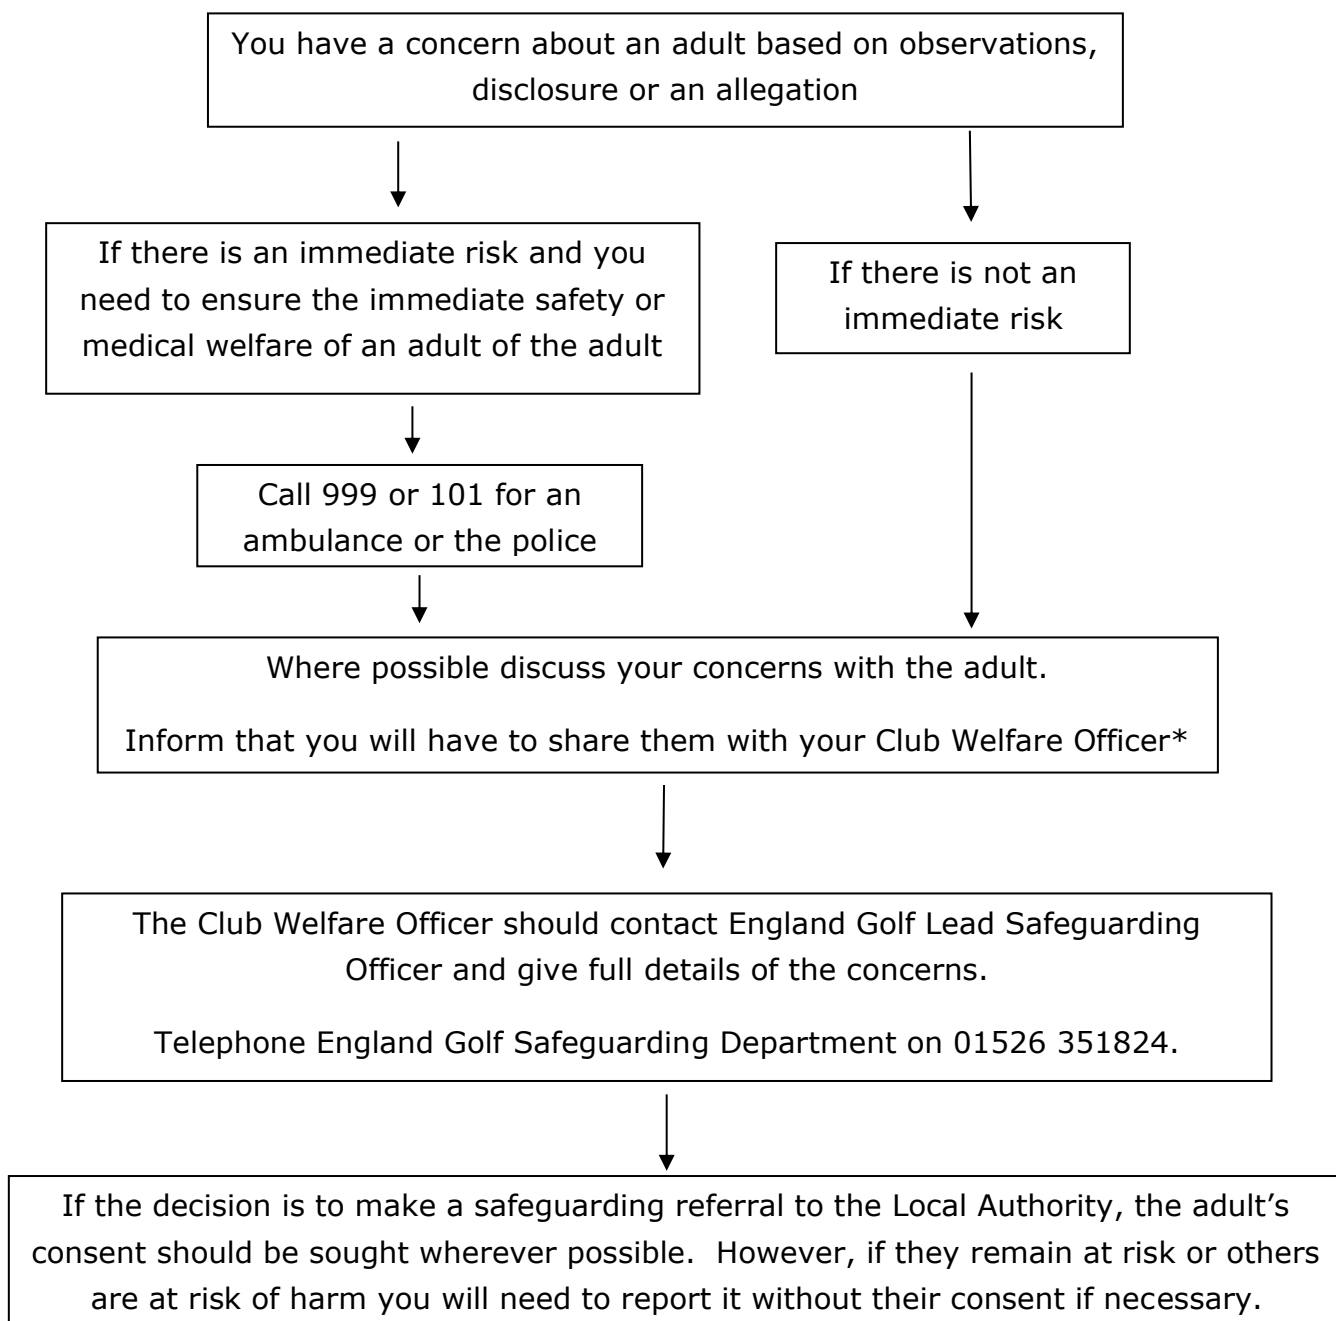 You have a concern about an adult based on observations,
disclosure or an allegation
If there is an immediate risk and you
need to ensure the immediate safety or
medical welfare of an adult of the adult
If there is not an
immediate risk
Call 999 or 101 for an
ambulance or the police
Where possible discuss your concerns with the adult.
Inform that you will have to share them with your Club Welfare Officer*
The Club Welfare Officer should contact England Golf Lead Safeguarding
Officer and give full details of the concerns.
Telephone England Golf Safeguarding Department on 01526 351824.
If the decision is to make a safeguarding referral to the Local Authority, the adult’s
consent should be sought wherever possible.  However, if they remain at risk or others
are at risk of harm you will need to report it without their consent if necessary.